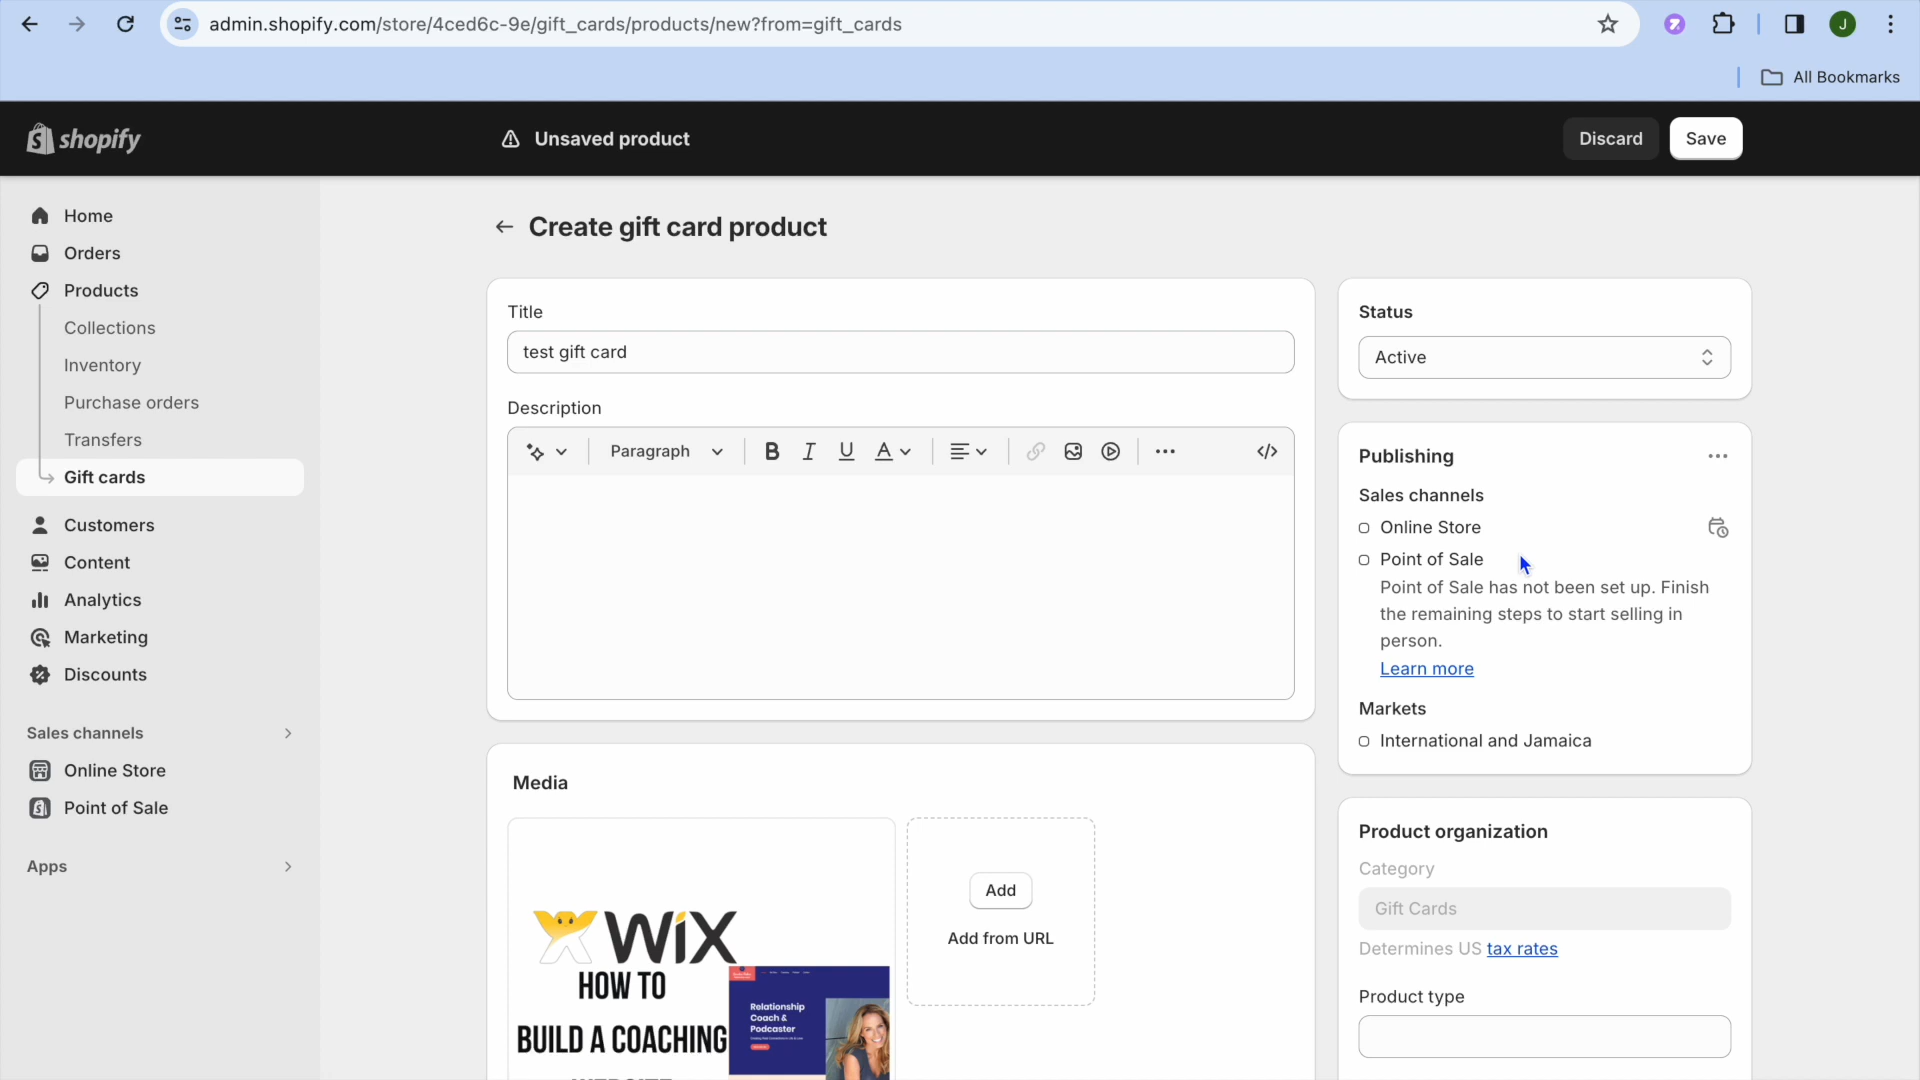 admin.shopify.com/store/4ced6c-9e/gift_cards/products/new?from=gift_cards
J
All Bookmarks
shopify
Unsaved product
Discard
Save
Home
Orders
Products
Collections
Inventory
Purchase orders
Transfers
Gift cards
Customers
Content
Analytics
Marketing
Discounts
Sales channels
Online Store
Point of Sale
Apps
Create gift card product
Title
test gift card
Description
Paragraph
B I U A
Media
WiX
HOW TO
BUILD A COACHING
Relationship
Coach &
Podcaster
Add
Add from URL
Status
Active
Publishing
Sales channels
Online Store
Point of Sale
Point of Sale has not been set up. Finish
the remaining steps to start selling in
person.
Learn more
Markets
International and Jamaica
Product organization
Category
Gift Cards
Determines US tax rates
Product type